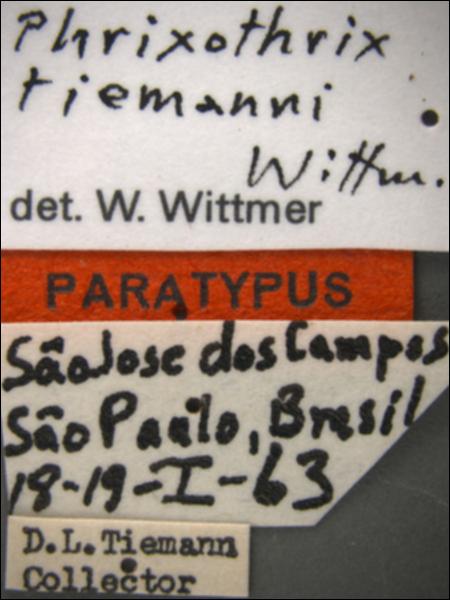 Phrixothrix
tiemanni
Wittm.
det. W. Wittmer
PARATYPUS
São Jose dos Campos
São Paulo, Brasil
18-19-I-63
D.L. Tiemann
Collector